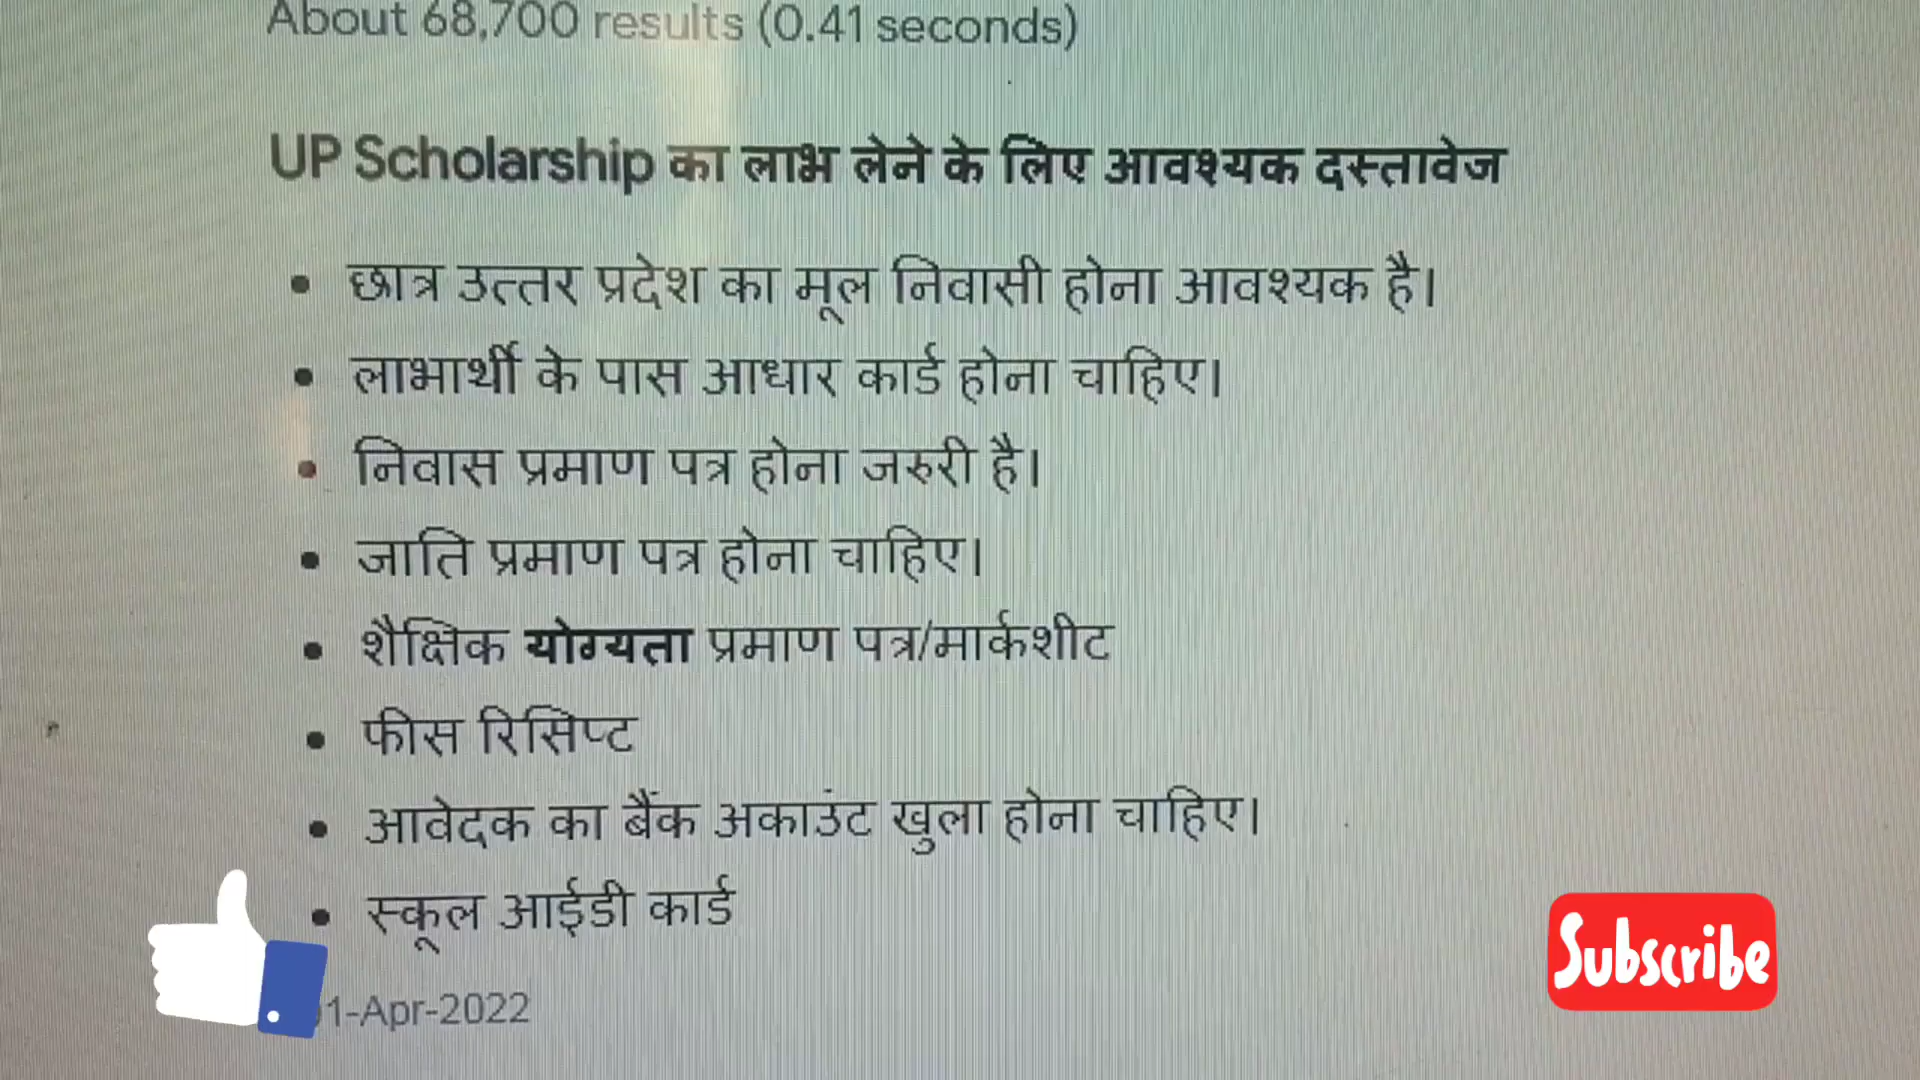 About 68,700 results (0.41 seconds)
UP Scholarship का लाभ लेने के लिए आवश्यक दस्तावेज
• छात्र उत्तर प्रदेश का मूल निवासी होना आवश्यक है।
• लाभार्थी के पास आधार कार्ड होना चाहिए।
• निवास प्रमाण पत्र होना जरुरी है।
• जाति प्रमाण पत्र होना चाहिए।
• शैक्षिक योग्यता प्रमाण पत्र/मार्कशीट
• फीस रिसिप्ट
• आवेदक का बैंक अकाउंट खुला होना चाहिए।
• स्कूल आईडी कार्ड
Subscribe
01-Apr-2022